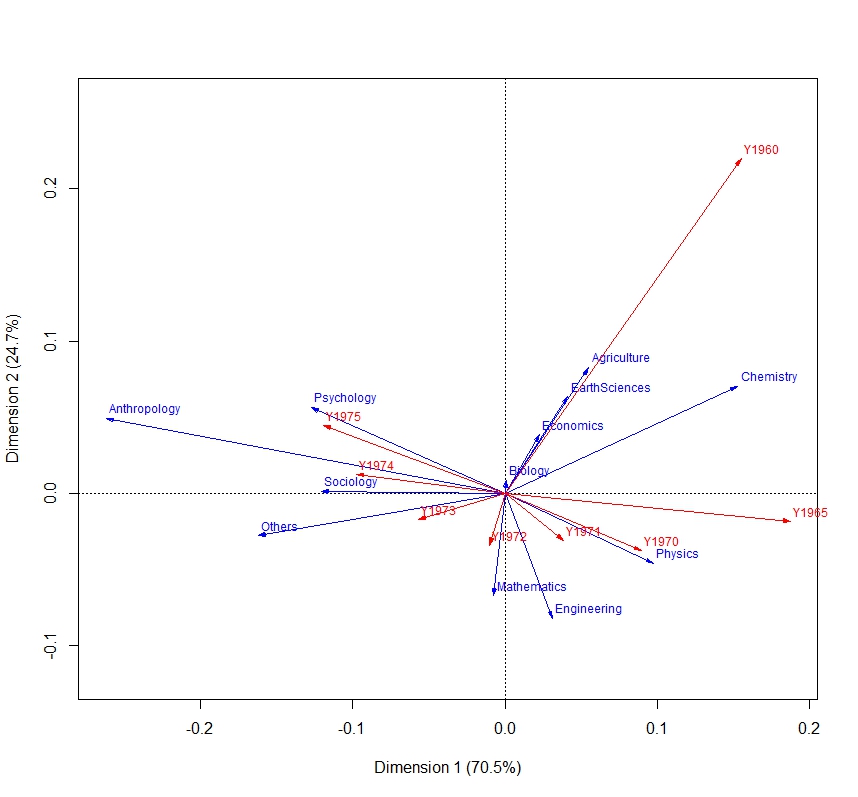 Y1960
0.2
Dimension 2 (24.7%)
0.1
Agriculture
Chemistry
EarthSciences
Psychology
Anthropology
Y1975
Economics
Y1974
Biology
Sociology
0.0
Y1973
Y1965
Others
Y1972
Y1971
Y1970
Physics
Mathematics
Engineering
-0.1
-0.2
-0.1
0.0
0.1
0.2
Dimension 1 (70.5%)